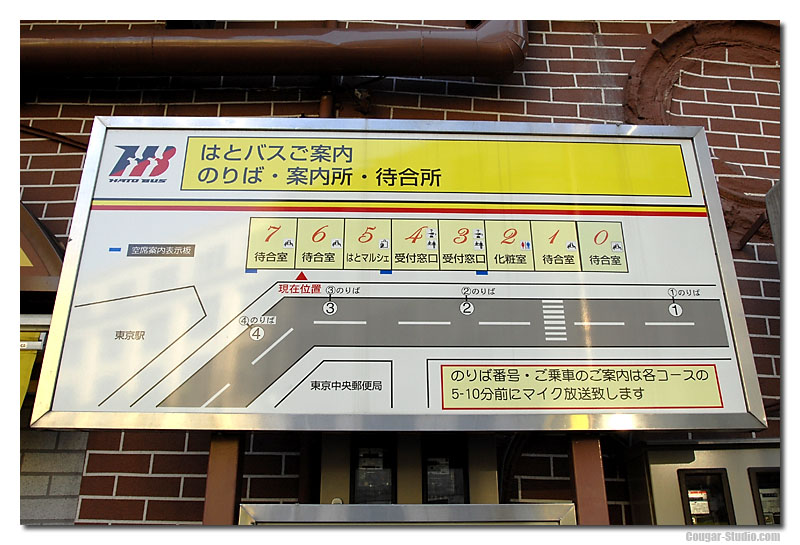 HATO BUS
はとバスご案内
のりば・案内所・待合所
空席案内表示板
7 6 5 4 3 2 1 0
待合室 待合室 はとマルシェ 受付窓口 受付窓口 化粧室 待合室 待合室
現在位置
③のりば ②のりば ①のりば
③ ② ①
④のりば
④
東京駅
東京中央郵便局
のりば番号・ご乗車のご案内は各コースの
5-10分前にマイク放送致します
Cougar-Studio.com